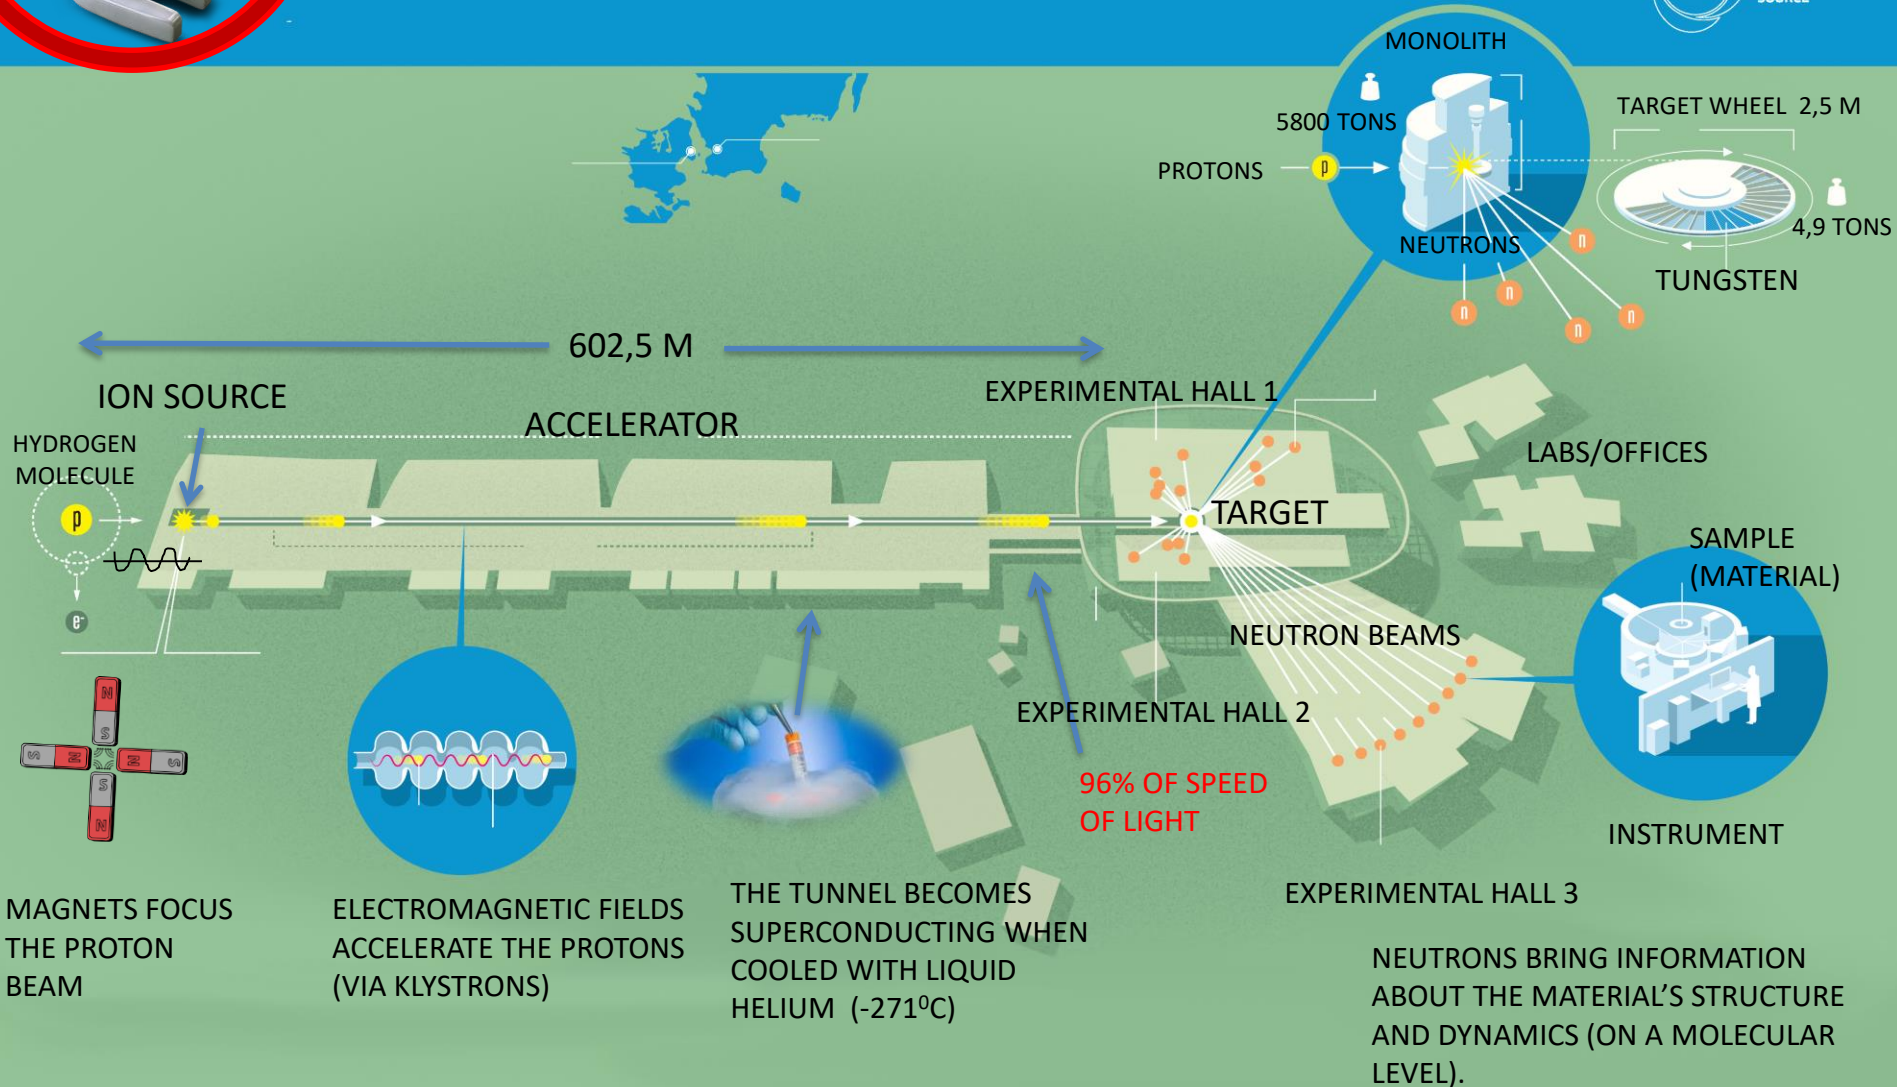 SOURCE
MONOLITH
5800 TONS
TARGET WHEEL 2,5 M
PROTONS
p
4,9 TONS
NEUTRONS
n
n
n
n
n
TUNGSTEN
602,5 M
ION SOURCE
EXPERIMENTAL HALL 1
ACCELERATOR
HYDROGEN
MOLECULE
LABS/OFFICES
p
TARGET
SAMPLE
(MATERIAL)
e-
NEUTRON BEAMS
EXPERIMENTAL HALL 2
N
S
S
N
N
S
S
N
96% OF SPEED
OF LIGHT
INSTRUMENT
MAGNETS FOCUS
THE PROTON
BEAM
ELECTROMAGNETIC FIELDS
ACCELERATE THE PROTONS
(VIA KLYSTRONS)
THE TUNNEL BECOMES
SUPERCONDUCTING WHEN
COOLED WITH LIQUID
HELIUM (-271⁰C)
EXPERIMENTAL HALL 3
NEUTRONS BRING INFORMATION
ABOUT THE MATERIAL’S STRUCTURE
AND DYNAMICS (ON A MOLECULAR
LEVEL).